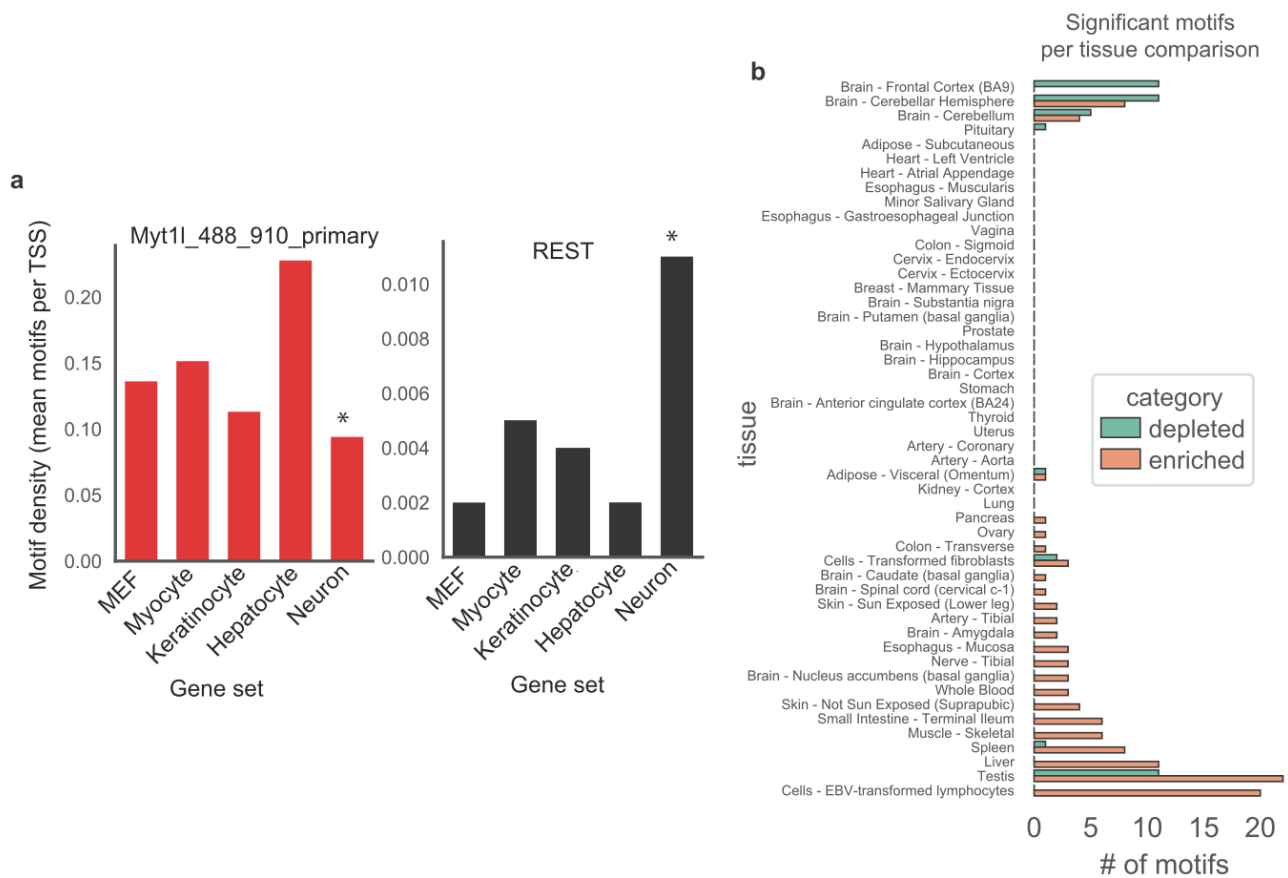 a
Motif density (mean motifs per TSS)
Myt1l_488_910_primary
0.20
0.15
0.10
0.05
0.00
*
MEF
Myocyte
Keratinocyte
Hepatocyte
Neuron
Gene set
REST
*
0.010
0.008
0.006
0.004
0.002
0.000
MEF
Myocyte
Keratinocyte
Hepatocyte
Neuron
Gene set
b
Significant motifs
per tissue comparison
tissue
Brain - Frontal Cortex (BA9)
Brain - Cerebellar Hemisphere
Brain - Cerebellum
Pituitary
Adipose - Subcutaneous
Heart - Left Ventricle
Heart - Atrial Appendage
Esophagus - Muscularis
Minor Salivary Gland
Esophagus - Gastroesophageal Junction
Vagina
Colon - Sigmoid
Cervix - Endocervix
Cervix - Ectocervix
Breast - Mammary Tissue
Brain - Substantia nigra
Brain - Putamen (basal ganglia)
Prostate
Brain - Hypothalamus
Brain - Hippocampus
Brain - Cortex
Stomach
Brain - Anterior cingulate cortex (BA24)
Thyroid
Uterus
Artery - Coronary
Artery - Aorta
Adipose - Visceral (Omentum)
Kidney - Cortex
Lung
Pancreas
Ovary
Colon - Transverse
Cells - Transformed fibroblasts
Brain - Caudate (basal ganglia)
Brain - Spinal cord (cervical c-1)
Skin - Sun Exposed (Lower leg)
Artery - Tibial
Brain - Amygdala
Esophagus - Mucosa
Nerve - Tibial
Brain - Nucleus accumbens (basal ganglia)
Whole Blood
Skin - Not Sun Exposed (Suprapubic)
Small Intestine - Terminal Ileum
Muscle - Skeletal
Spleen
Liver
Testis
Cells - EBV-transformed lymphocytes
category
depleted
enriched
0 5 10 15 20
# of motifs